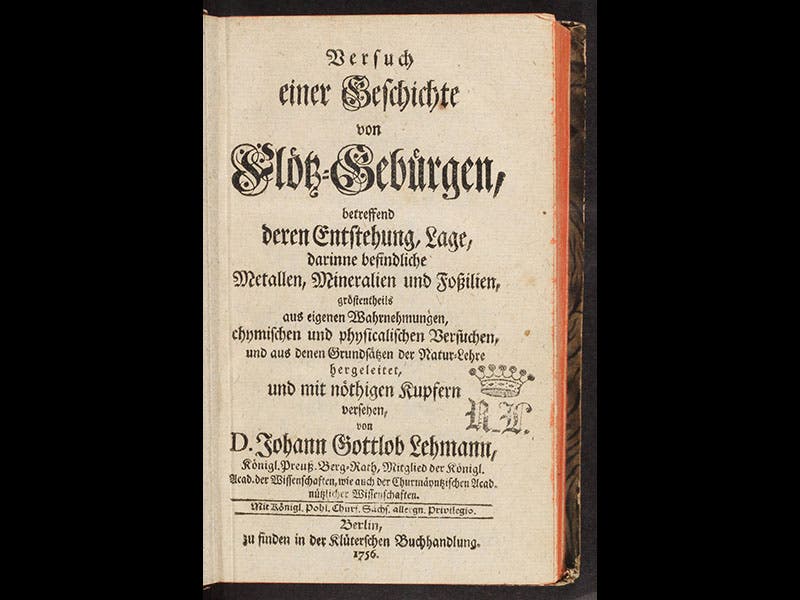 Versuch
einer Geschichte
von
Flötz-Gebürgen,
betreffend
deren Entstehung, Lage,
darinne befindliche
Metallen, Mineralien und Foßilien,
gröstentheils
aus eigenen Wahrnehmungen,
chymischen und physicalischen Versuchen,
und aus denen Grundsätzen der Natur-Lehre
hergeleitet,
und mit nöthigen Kupfern
versehen,
von
D. Johann Gottlob Lehmann,
Königl. Preuß. Berg-Rath, Mitglied der Königl.
Acad. der Wissenschaften, wie auch der Churmäyntzischen Acad.
nützlicher Wissenschaften.
Mit Königl. Pohl. Churf. Sächs. allergn. Privilegio.
Berlin,
zu finden in der Klüterschen Buchhandlung.
1756.